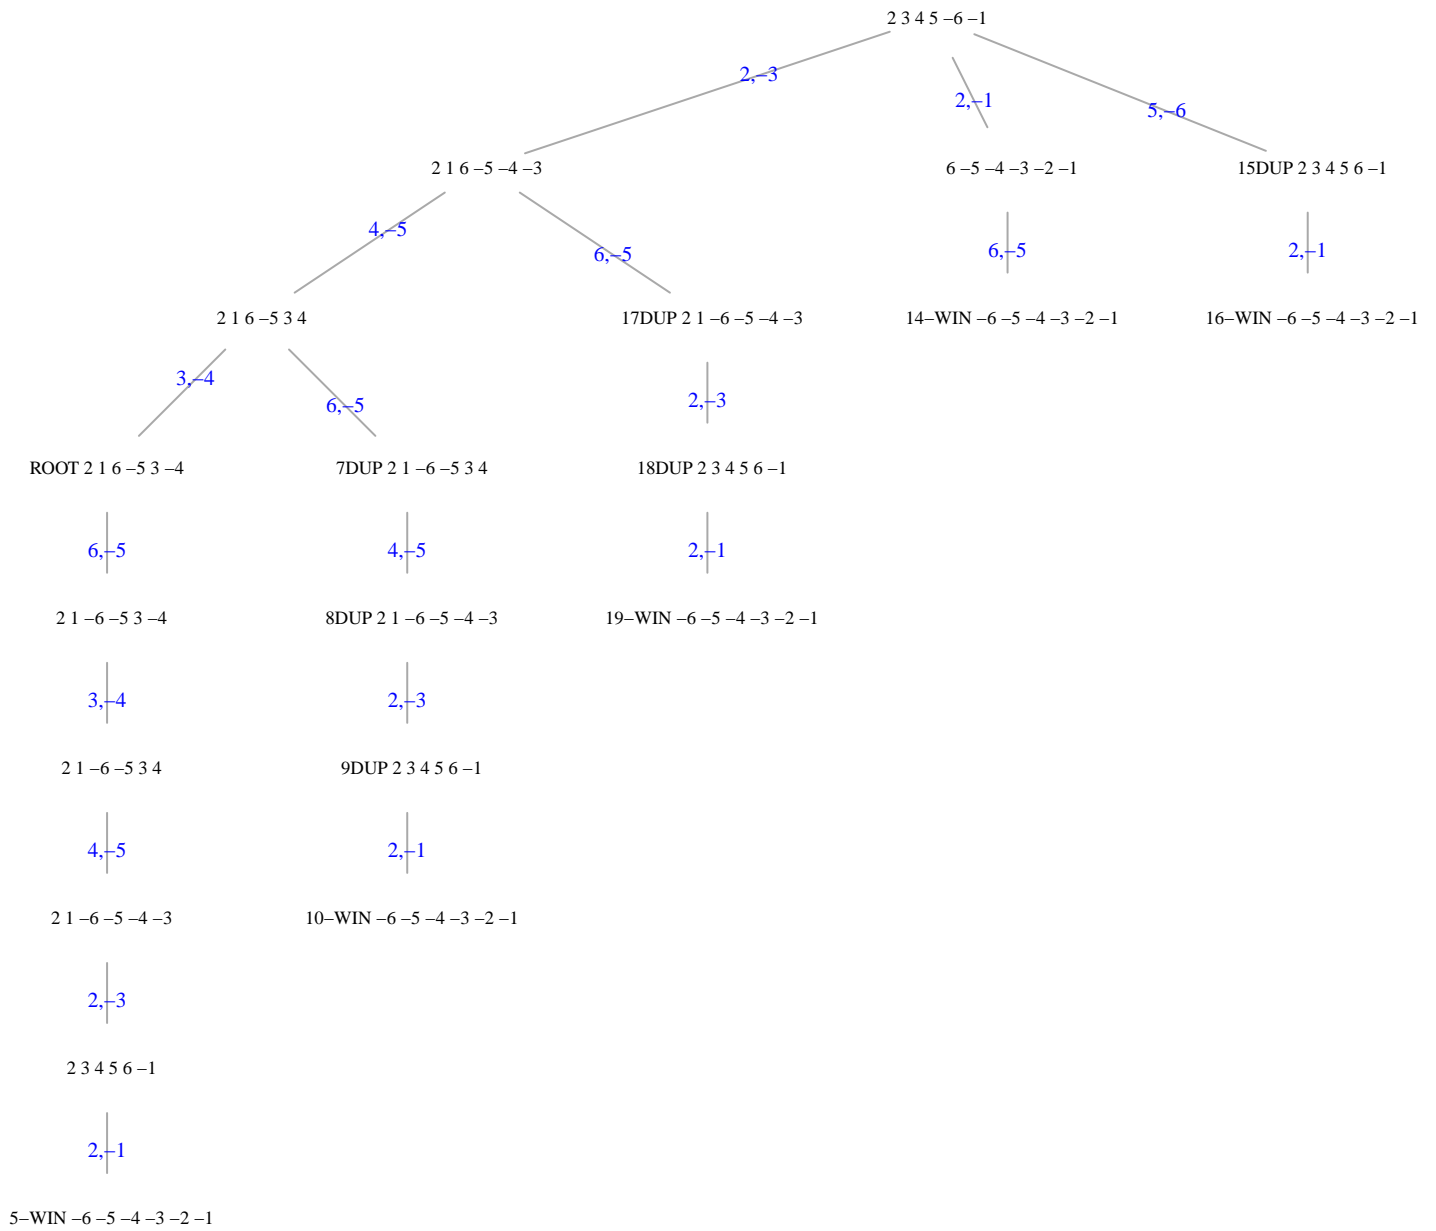 2 3 4 5 –6 –1
2,–3
2,–1
5,–6
2 1 6 –5 –4 –3
6 –5 –4 –3 –2 –1
15DUP 2 3 4 5 6 –1
4,–5
6,–5
6,–5
2,–1
2 1 6 –5 3 4
17DUP 2 1 –6 –5 –4 –3
14–WIN –6 –5 –4 –3 –2 –1
16–WIN –6 –5 –4 –3 –2 –1
3,–4
6,–5
2,–3
ROOT 2 1 6 –5 3 –4
7DUP 2 1 –6 –5 3 4
18DUP 2 3 4 5 6 –1
6,–5
4,–5
2,–1
2 1 –6 –5 3 –4
8DUP 2 1 –6 –5 –4 –3
19–WIN –6 –5 –4 –3 –2 –1
3,–4
2,–3
2 1 –6 –5 3 4
9DUP 2 3 4 5 6 –1
4,–5
2,–1
2 1 –6 –5 –4 –3
10–WIN –6 –5 –4 –3 –2 –1
2,–3
2 3 4 5 6 –1
2,–1
5–WIN –6 –5 –4 –3 –2 –1